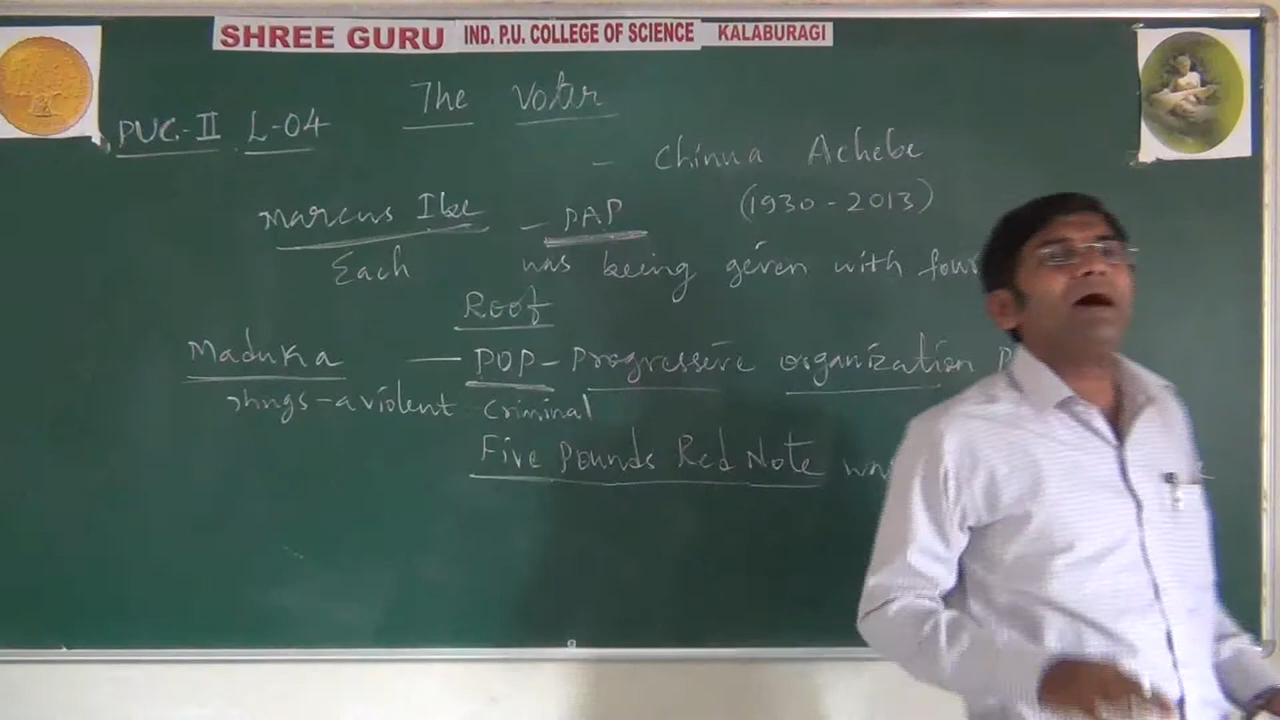 SHREE GURU IND. P.U. COLLEGE OF SCIENCE KALABURAGI
The Voter
PUC-II L-04
- Chinua Achebe
(1930-2013)
Marcus Ibe - PAP
Each was being given with four
Roof
Maduka - POP - Progressive organization P
Thugs - a violent criminal
Five Pounds Red Note